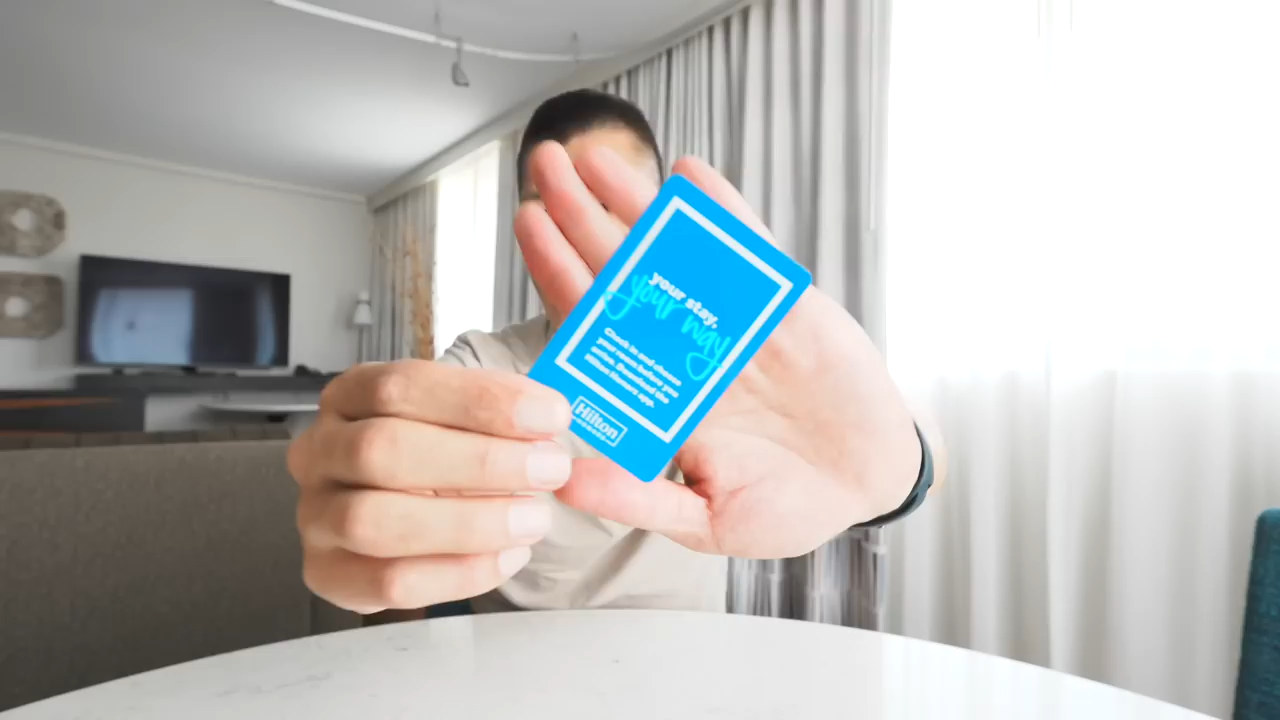 your stay.
your way
Check in and choose
your room before you
arrive. Download the
Hilton Honors app.
Hilton
HONORS